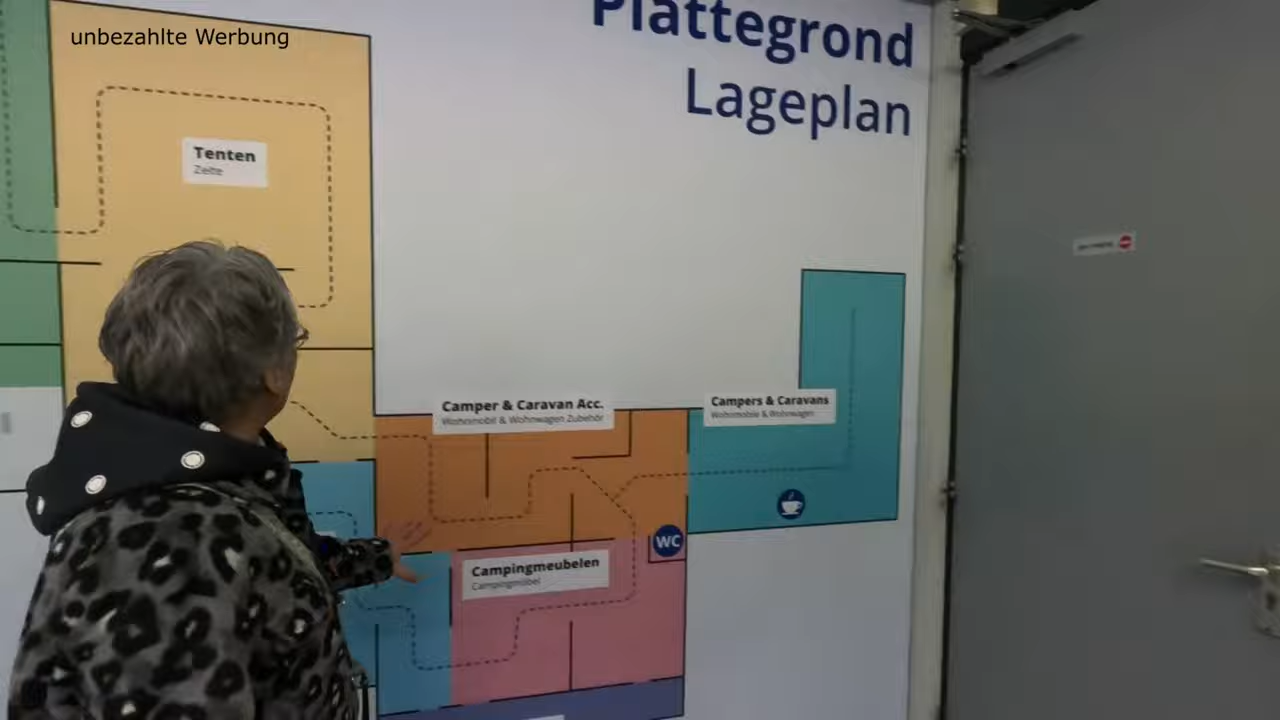 unbezahlte Werbung
Plattegrond
Lageplan
Tenten
Zelte
Camper & Caravan Acc.
Wohnmobil & Wohnwagen Zubehör
Campers & Caravans
Wohnmobile & Wohnwagen
WC
Campingmeubelen
Campingmöbel